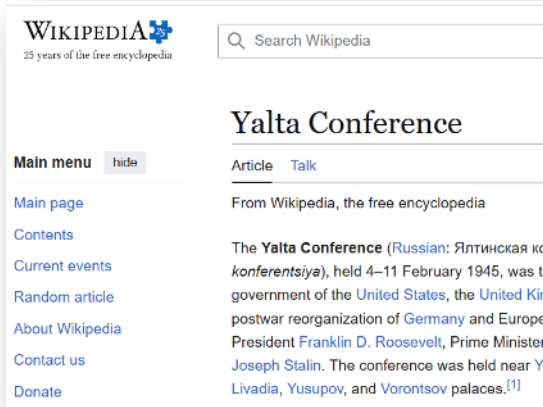 WIKIPEDIA 25
25 years of the free encyclopedia
Search Wikipedia
Yalta Conference
Main menu hide
Article Talk
Main page
From Wikipedia, the free encyclopedia
Contents
Current events
Random article
About Wikipedia
Contact us
Donate
The Yalta Conference (Russian: Ялтинская
konferentsiya), held 4–11 February 1945, was
government of the United States, the United
postwar reorganization of Germany and Europe
President Franklin D. Roosevelt, Prime Minister
Joseph Stalin. The conference was held near
Livadia, Yusupov, and Vorontsov palaces.[1]